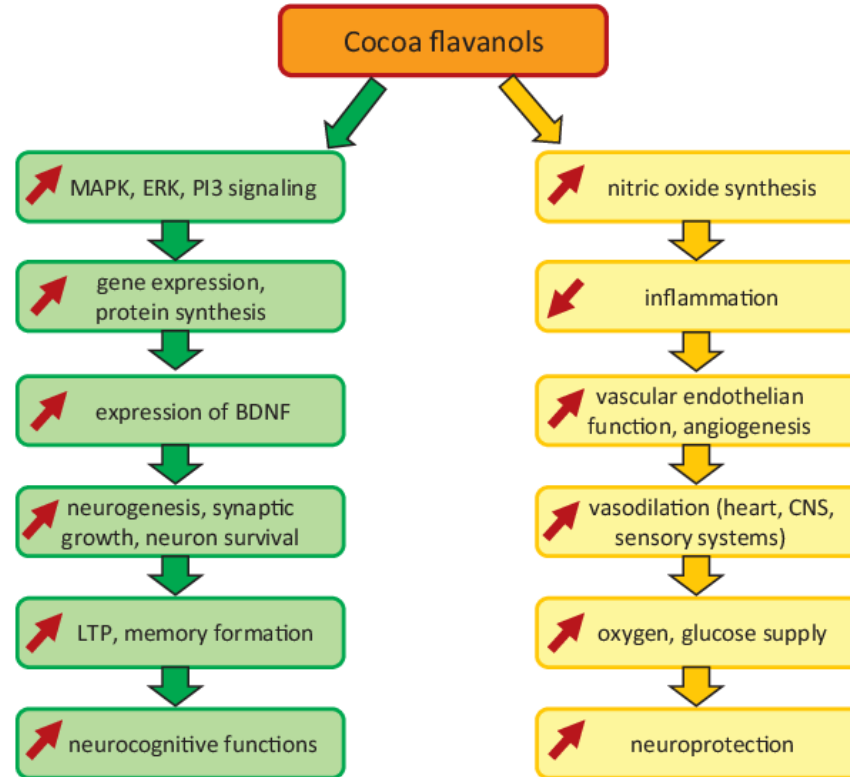 Cocoa flavanols
MAPK, ERK, PI3 signaling
gene expression,
protein synthesis
expression of BDNF
neurogenesis, synaptic
growth, neuron survival
LTP, memory formation
neurocognitive functions
nitric oxide synthesis
inflammation
vascular endothelian
function, angiogenesis
vasodilation (heart, CNS,
sensory systems)
oxygen, glucose supply
neuroprotection